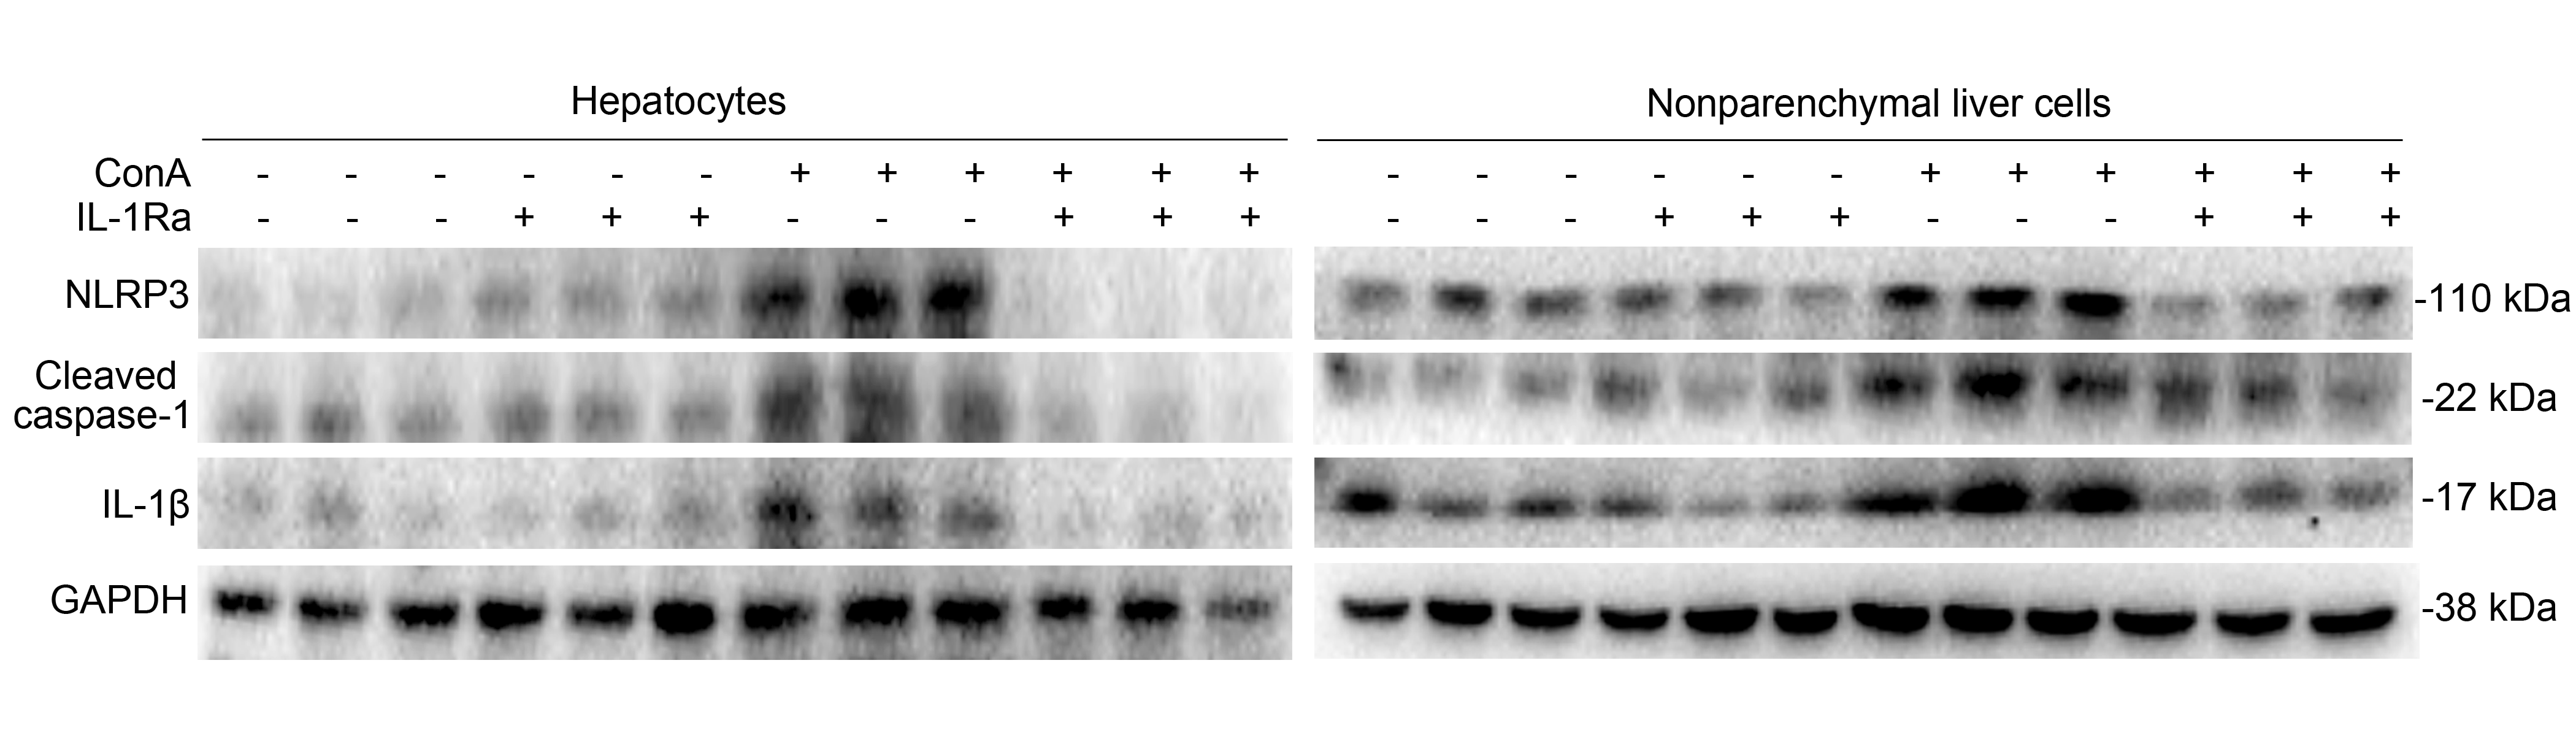 Hepatocytes Nonparenchymal liver cells
ConA - - - - - - + + + + + + - - - - - - + + + + + +
IL-1Ra - - - + + + - - - + + + - - - + + + - - - + + +
NLRP3 -110 kDa
Cleaved
caspase-1 -22 kDa
IL-1β -17 kDa
GAPDH -38 kDa